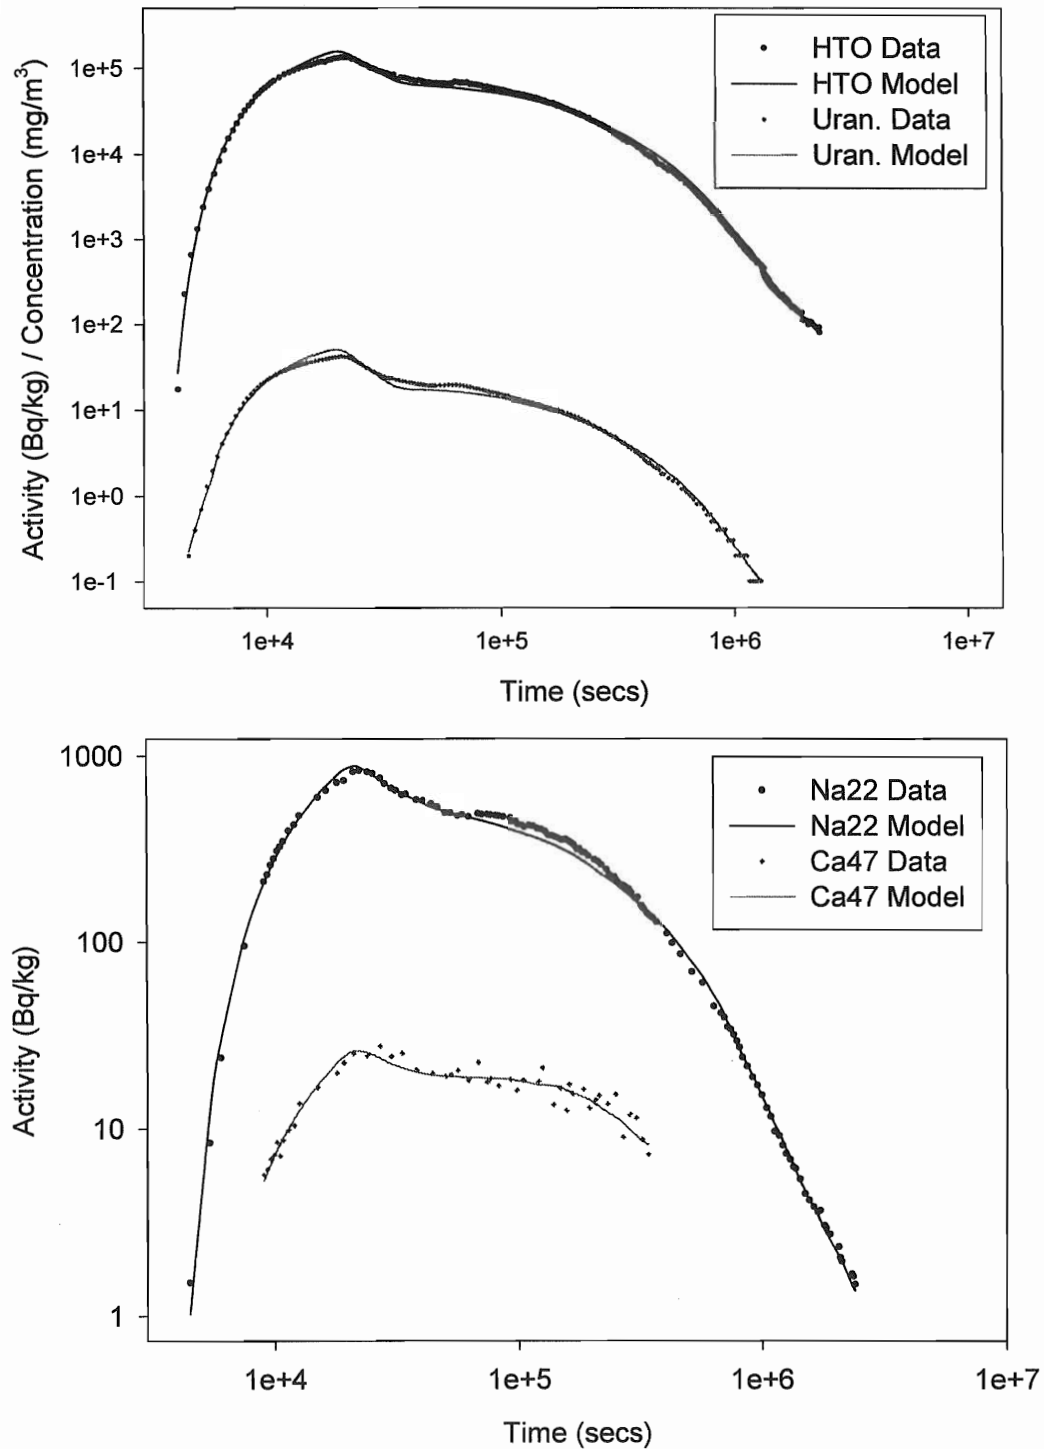 Activity (Bq/kg) / Concentration (mg/m³)
1e+5
1e+4
1e+3
1e+2
1e+1
1e+0
1e-1
HTO Data
HTO Model
Uran. Data
Uran. Model
1e+4 1e+5 1e+6 1e+7
Time (secs)
Activity (Bq/kg)
1000
100
10
1
Na22 Data
Na22 Model
Ca47 Data
Ca47 Model
1e+4 1e+5 1e+6 1e+7
Time (secs)